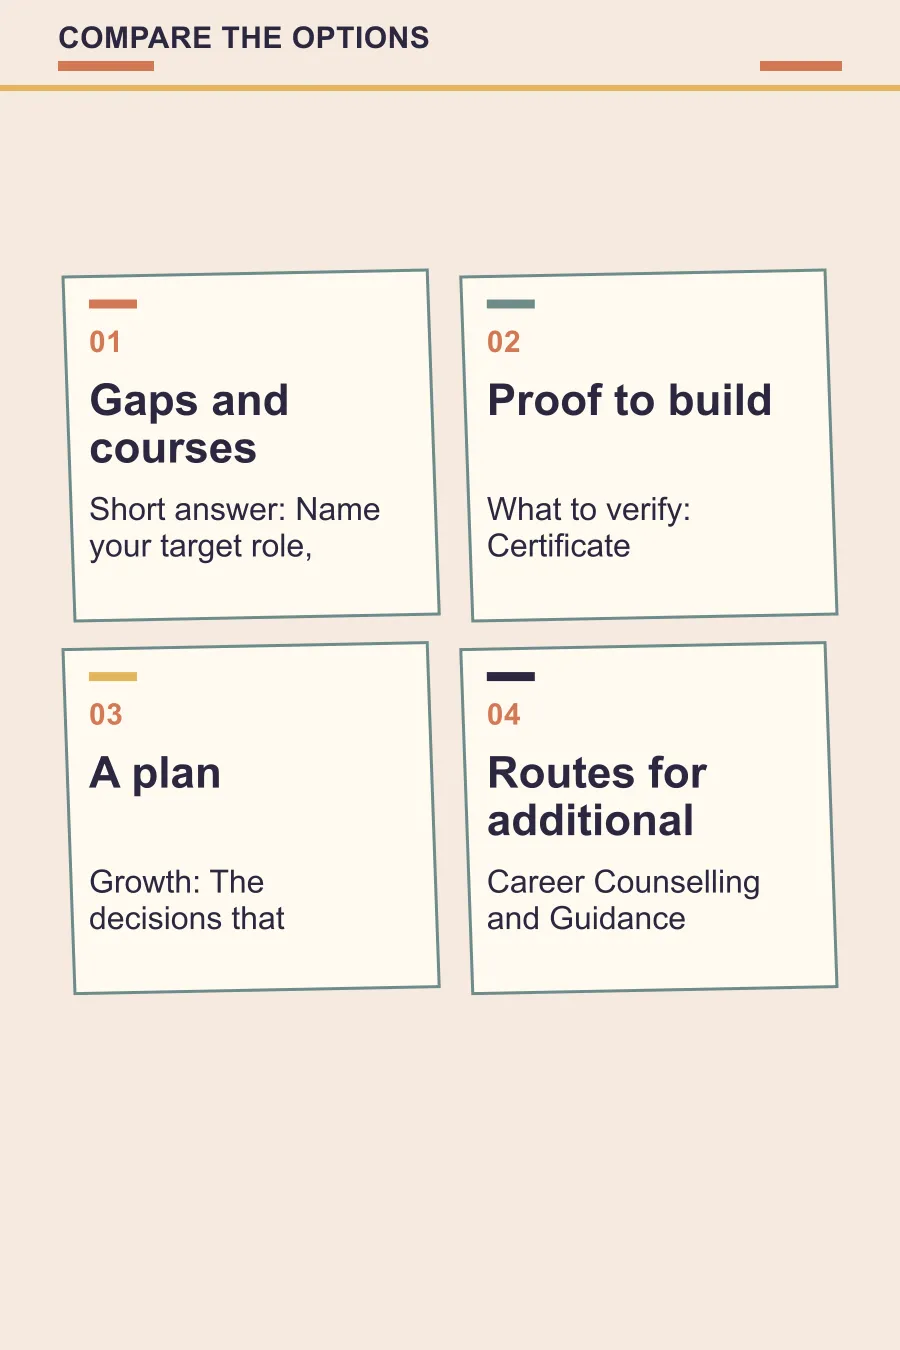 COMPARE THE OPTIONS
01
Gaps and
courses
Short answer: Name
your target role,
02
Proof to build
What to verify:
Certificate
03
A plan
Growth: The
decisions that
04
Routes for
additional
Career Counselling
and Guidance